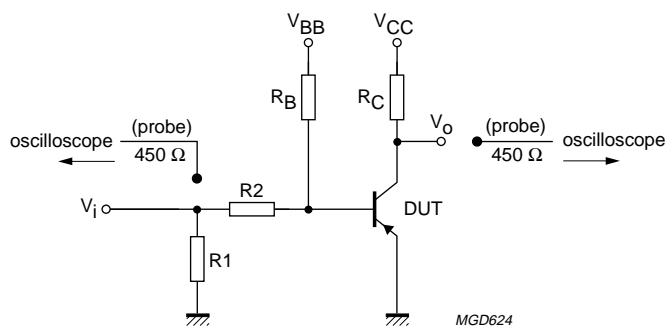 VBB
VCC
RB
RC
Vo
(probe)
450 Ω
oscilloscope
(probe)
450 Ω
oscilloscope
R2
DUT
Vi
R1
MGD624